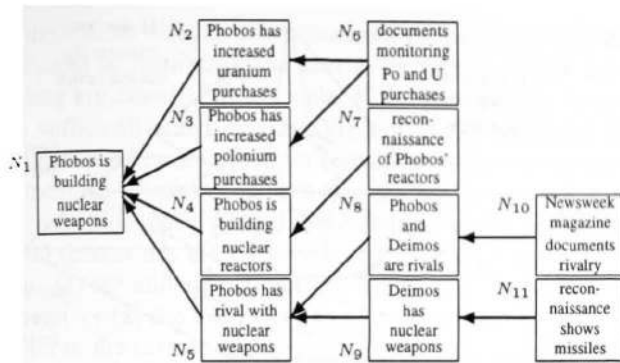 N1
Phobos is
building
nuclear
weapons
N2
Phobos has
increased
uranium
purchases
N3
Phobos has
increased
polonium
purchases
N4
Phobos is
building
nuclear
reactors
N5
Phobos has
rival with
nuclear
weapons
N6
documents
monitoring
Po and U
purchases
N7
recon-
naissance
of Phobos'
reactors
N8
Phobos
and
Deimos
are rivals
N9
Deimos
has
nuclear
weapons
N10
Newsweek
magazine
documents
rivalry
N11
recon-
naissance
shows
missiles